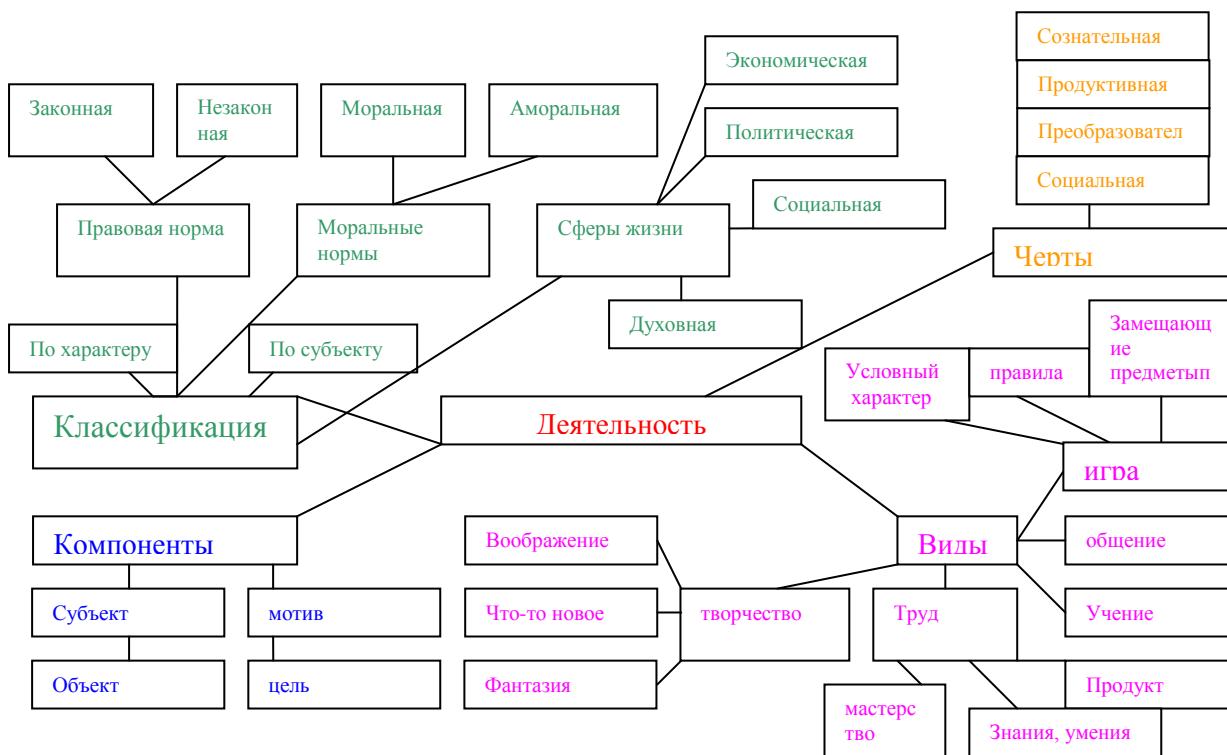 Сознательная
Экономическая
Продуктивная
Законная
Незакон
ная
Моральная
Аморальная
Политическая
Преобразовател
Социальная
Социальная
Правовая норма
Моральные
нормы
Сферы жизни
Черты
Духовная
Замещающ
ие
предметып
По характеру
По субъекту
Условный
характер
правила
Классификация
Деятельность
игра
Компоненты
Воображение
Виды
общение
Субъект
мотив
Что-то новое
творчество
Труд
Учение
Объект
цель
Фантазия
Продукт
мастерс
тво
Знания, умения